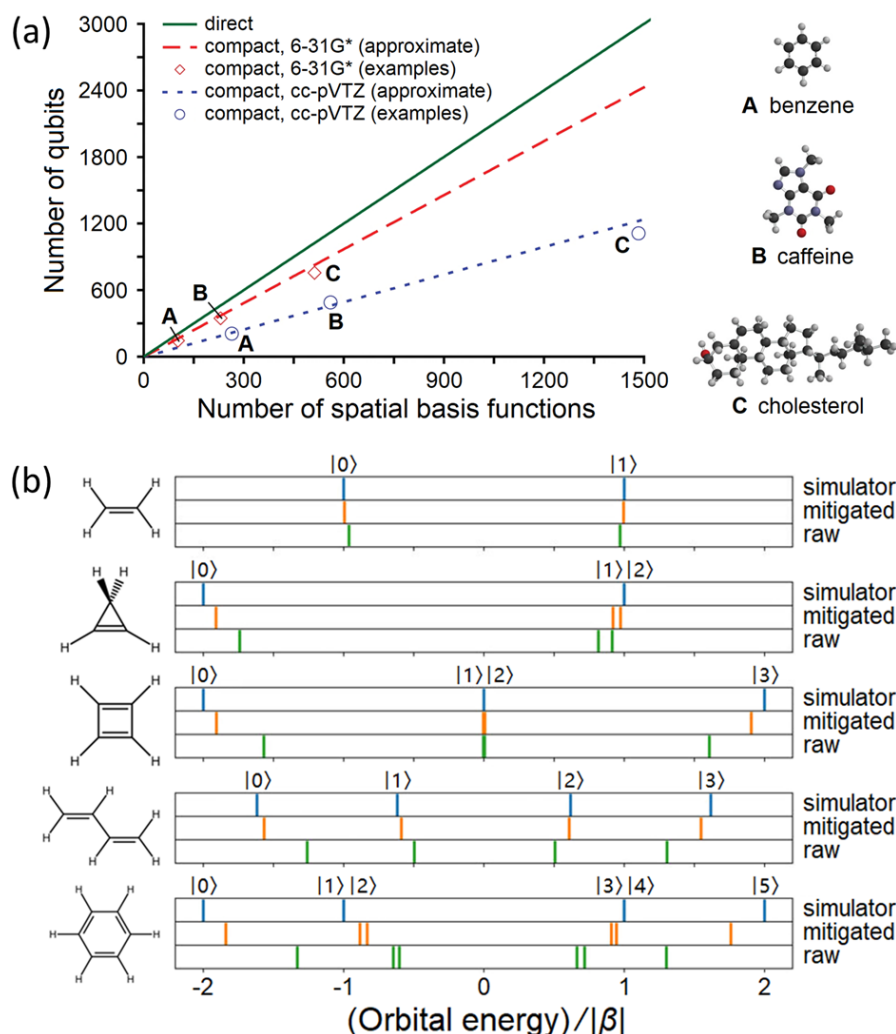 (a)
3000
2400
1800
1200
600
0
Number of qubits
direct
compact, 6-31G* (approximate)
compact, 6-31G* (examples)
compact, cc-pVTZ (approximate)
compact, cc-pVTZ (examples)
A
B
C
A
B
C
0 300 600 900 1200 1500
Number of spatial basis functions
A benzene
B caffeine
C cholesterol
(b)
H H
H H
|0⟩ |1⟩
simulator
mitigated
raw
H H
H H
|0⟩ |1⟩|2⟩
simulator
mitigated
raw
H H
H H
|0⟩ |1⟩|2⟩ |3⟩
simulator
mitigated
raw
H H
H H
H H
|0⟩ |1⟩ |2⟩ |3⟩
simulator
mitigated
raw
H H
H H
H H
|0⟩ |1⟩|2⟩ |3⟩|4⟩ |5⟩
simulator
mitigated
raw
-2 -1 0 1 2
(Orbital energy)/|β|